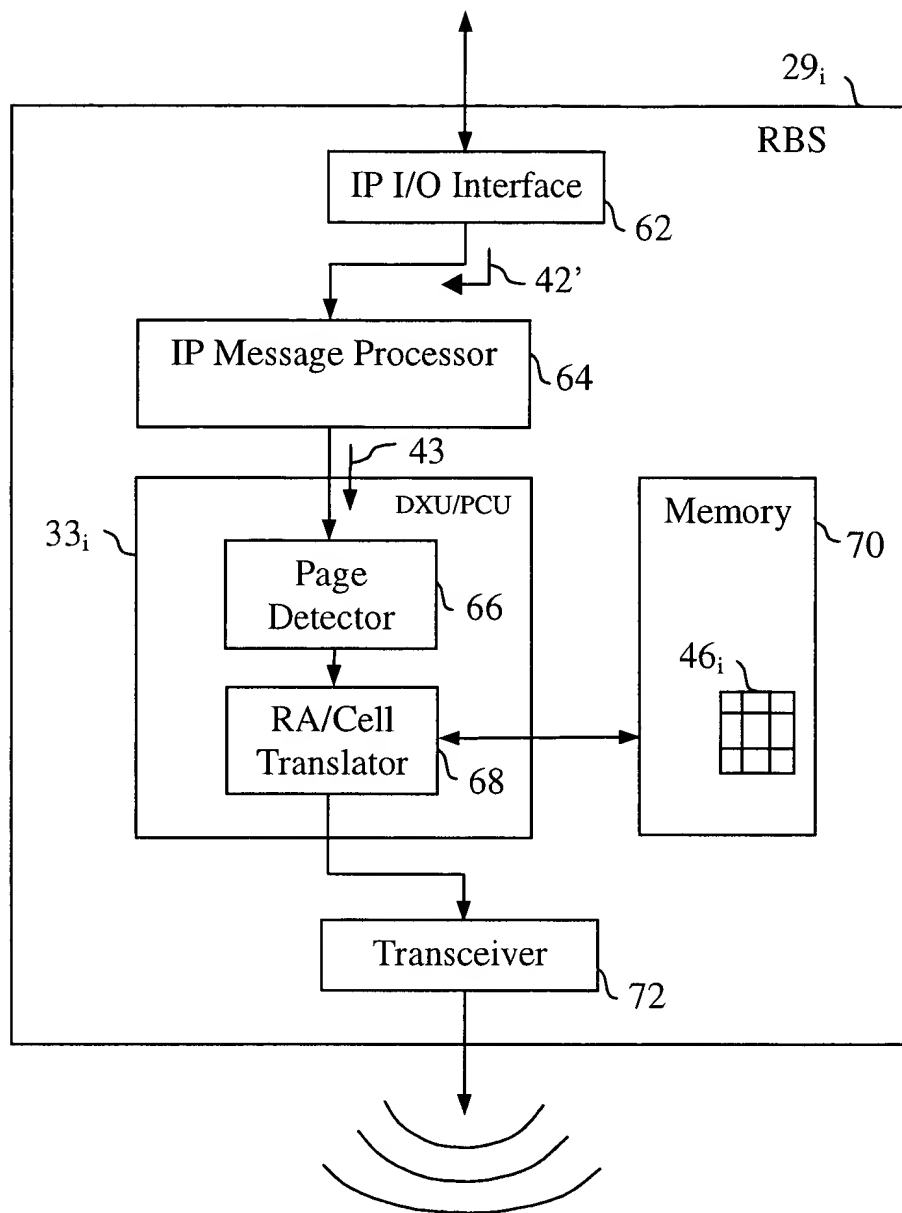 29i
RBS
IP I/O Interface
62
42’
IP Message Processor
64
43
DXU/PCU
33i
Memory
70
Page
Detector
66
46i
RA/Cell
Translator
68
Transceiver
72